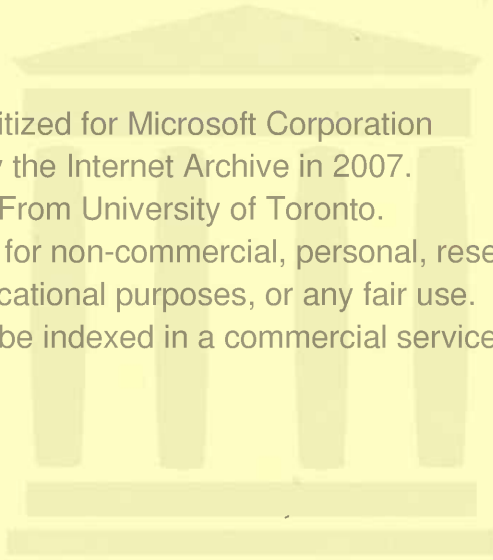 itized for Microsoft Corporation
the Internet Archive in 2007.
From University of Toronto.
for non-commercial, personal, rese
cational purposes, or any fair use.
be indexed in a commercial service